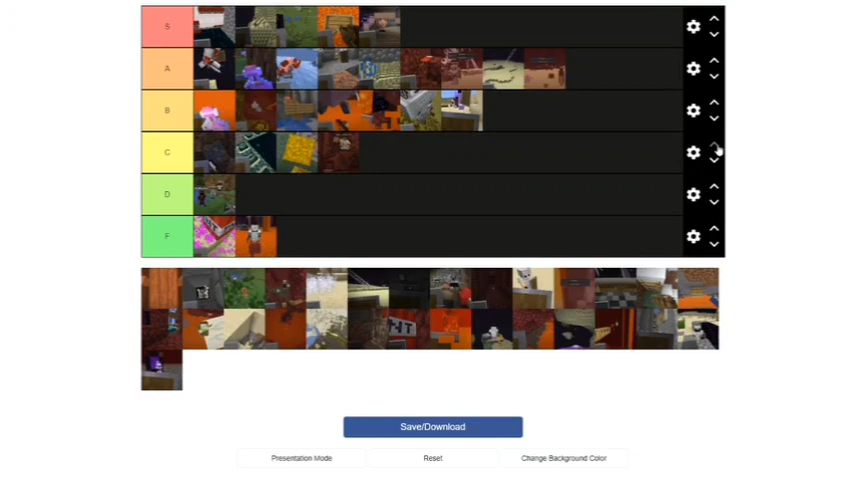 S
A
B
C
D
F
Save/Download
Presentation Mode
Reset
Change Background Color